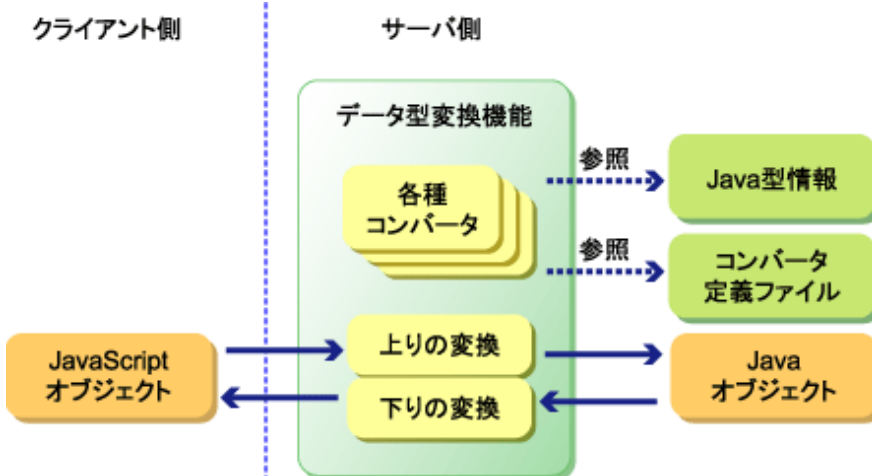 クライアント側
サーバ側
データ型変換機能
各種
コンバータ
参照
Java型情報
参照
コンバータ
定義ファイル
JavaScript
オブジェクト
上りの変換
下りの変換
Java
オブジェクト